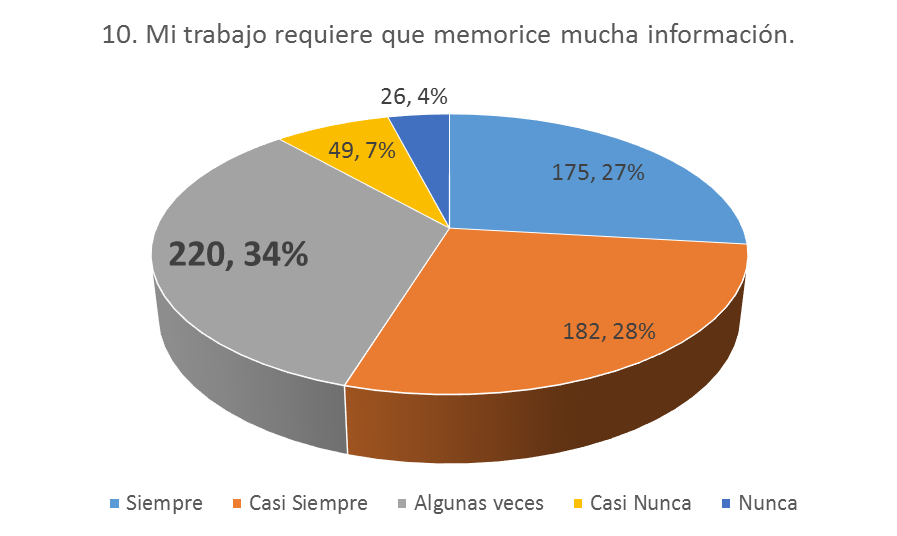 10. Mi trabajo requiere que memorice mucha información.
26, 4%
49, 7%
175, 27%
220, 34%
182, 28%
Siempre Casi Siempre Algunas veces Casi Nunca Nunca